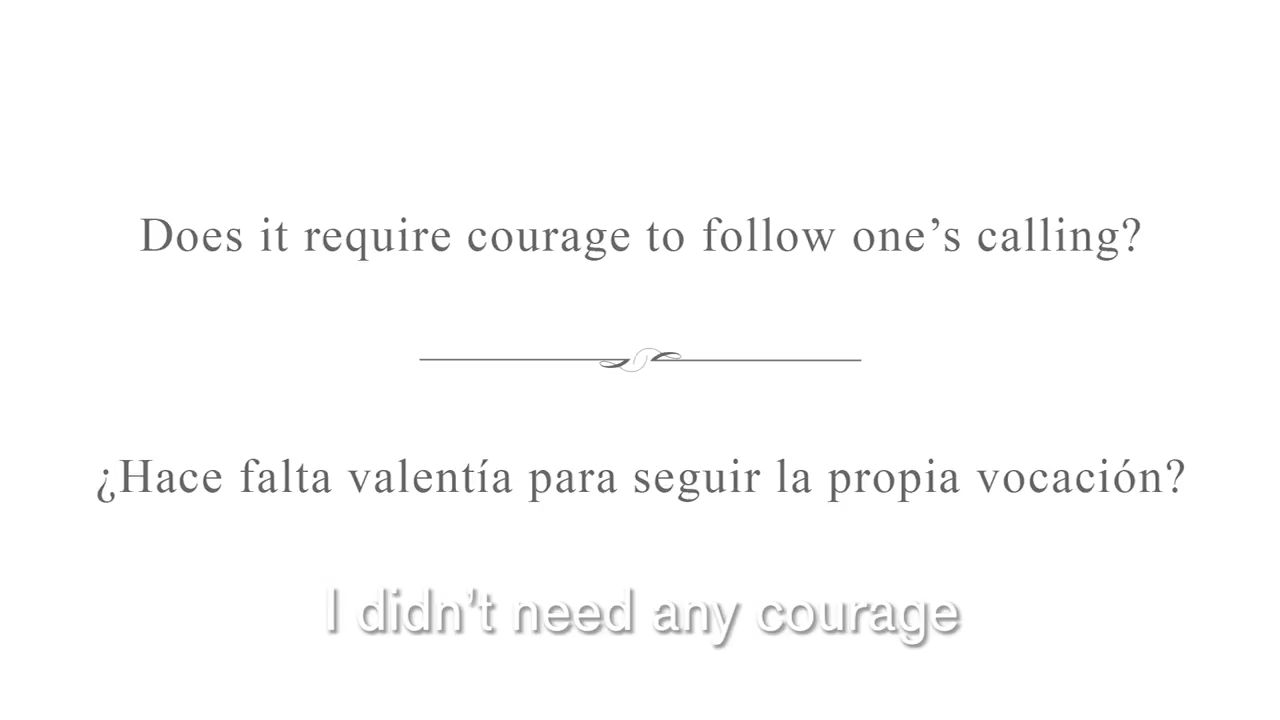 Does it require courage to follow one’s calling?
¿Hace falta valentía para seguir la propia vocación?
I didn’t need any courage